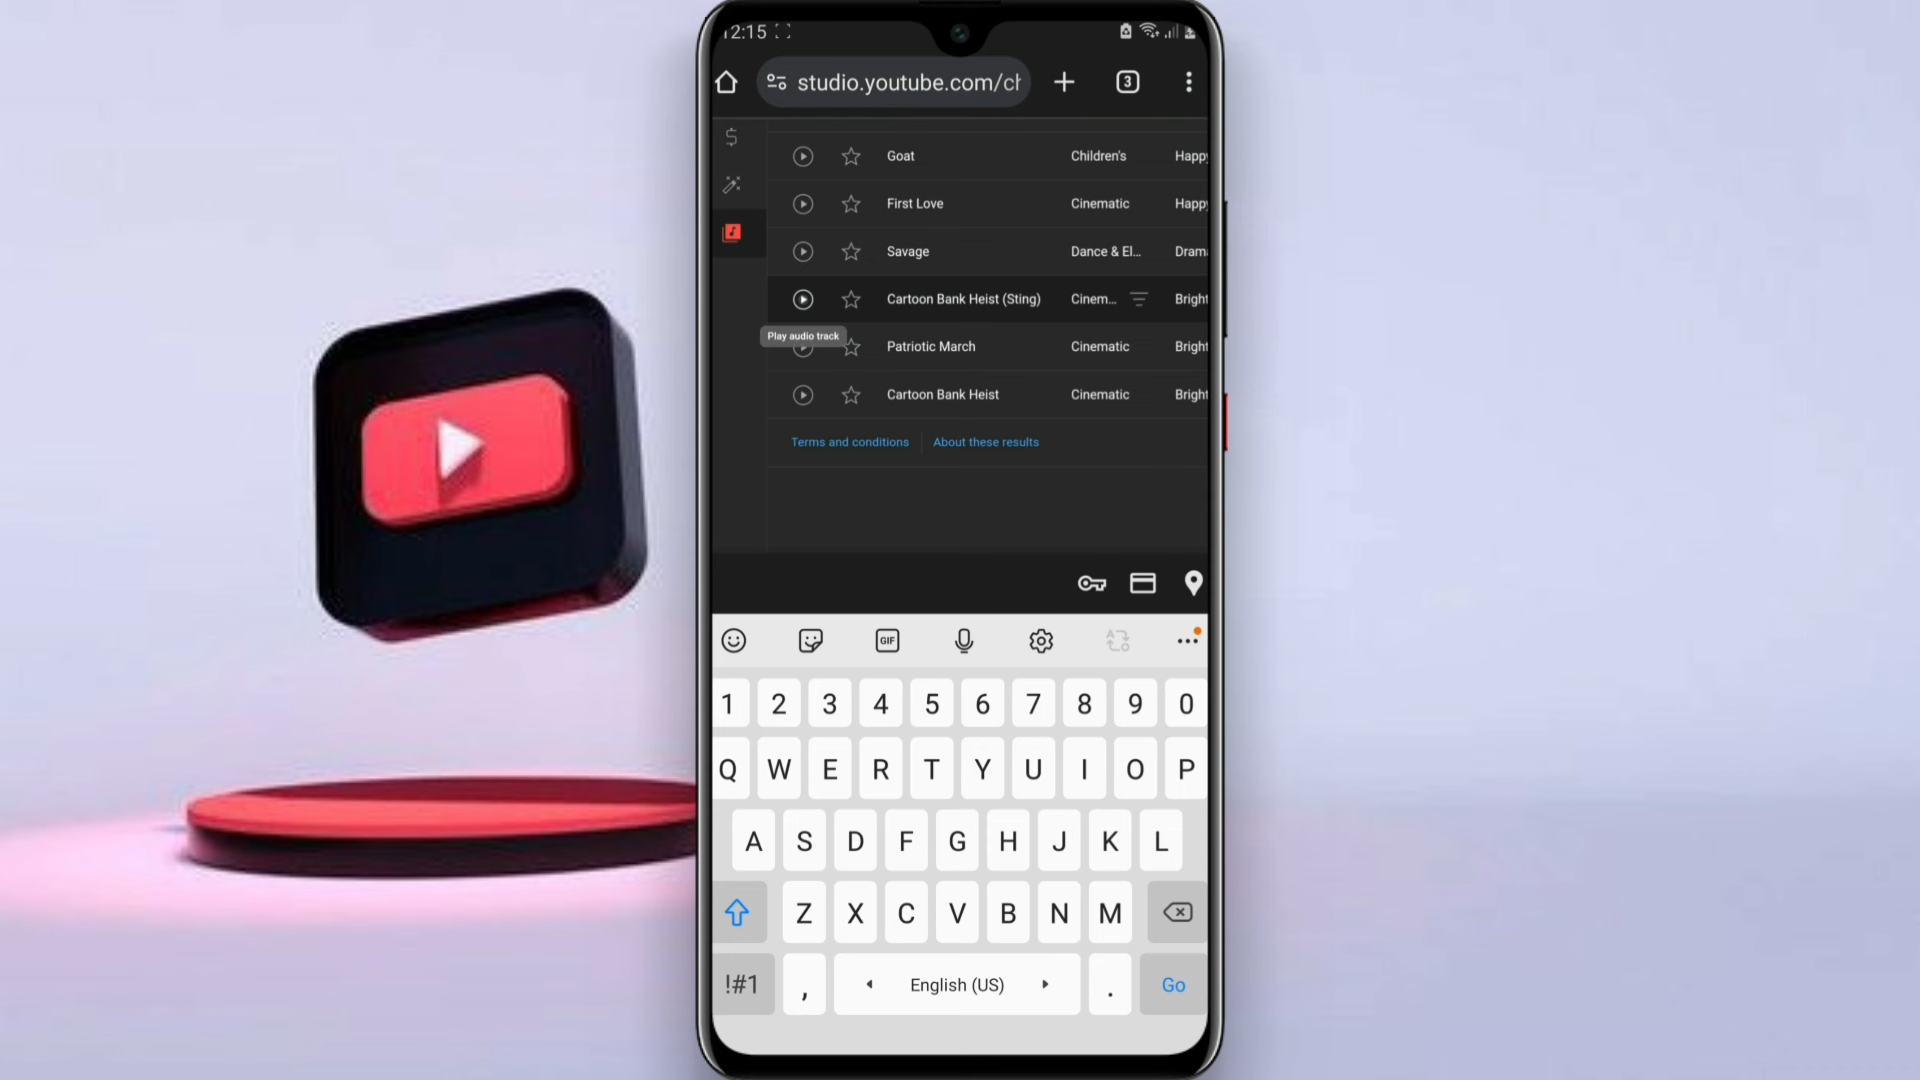 12:15
studio.youtube.com/ch
3
Goat Children's Happy
First Love Cinematic Happy
Savage Dance & El... Dram
Cartoon Bank Heist (Sting) Cinem... Bright
Play audio track
Patriotic March Cinematic Bright
Cartoon Bank Heist Cinematic Bright
Terms and conditions About these results
GIF
1 2 3 4 5 6 7 8 9 0
Q W E R T Y U I O P
A S D F G H J K L
Z X C V B N M
!#1 , English (US) . Go